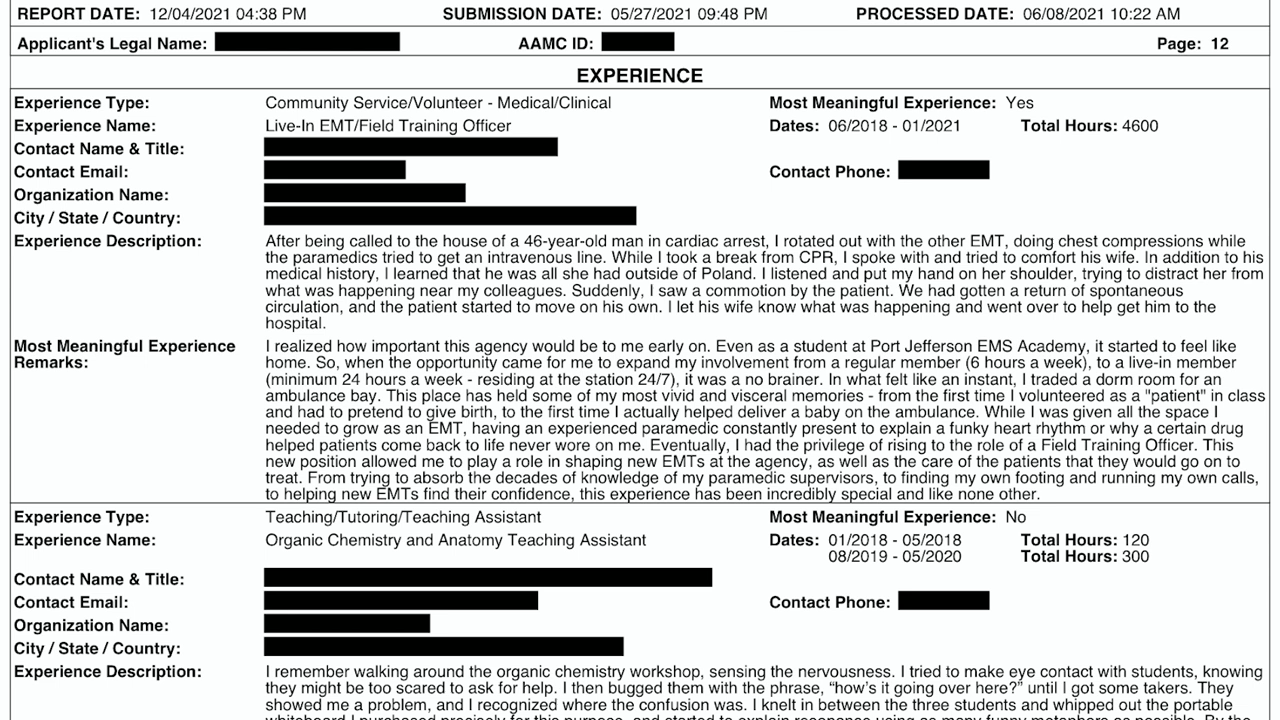 REPORT DATE: 12/04/2021 04:38 PM SUBMISSION DATE: 05/27/2021 09:48 PM PROCESSED DATE: 06/08/2021 10:22 AM
Applicant's Legal Name: AAMC ID: Page: 12
EXPERIENCE
Experience Type: Community Service/Volunteer - Medical/Clinical Most Meaningful Experience: Yes
Experience Name: Live-In EMT/Field Training Officer Dates: 06/2018 - 01/2021 Total Hours: 4600
Contact Name & Title:
Contact Email: Contact Phone:
Organization Name:
City / State / Country:
Experience Description: After being called to the house of a 46-year-old man in cardiac arrest, I rotated out with the other EMT, doing chest compressions while
the paramedics tried to get an intravenous line. While I took a break from CPR, I spoke with and tried to comfort his wife. In addition to his
medical history, I learned that he was all she had outside of Poland. I listened and put my hand on her shoulder, trying to distract her from
what was happening near my colleagues. Suddenly, I saw a commotion by the patient. We had gotten a return of spontaneous
circulation, and the patient started to move on his own. I let his wife know what was happening and went over to help get him to the
hospital.
Most Meaningful Experience I realized how important this agency would be to me early on. Even as a student at Port Jefferson EMS Academy, it started to feel like
Remarks: home. So, when the opportunity came for me to expand my involvement from a regular member (6 hours a week), to a live-in member
(minimum 24 hours a week - residing at the station 24/7), it was a no brainer. In what felt like an instant, I traded a dorm room for an
ambulance bay. This place has held some of my most vivid and visceral memories - from the first time I volunteered as a "patient" in class
and had to pretend to give birth, to the first time I actually helped deliver a baby on the ambulance. While I was given all the space I
needed to grow as an EMT, having an experienced paramedic constantly present to explain a funky heart rhythm or why a certain drug
helped patients come back to life never wore on me. Eventually, I had the privilege of rising to the role of a Field Training Officer. This
new position allowed me to play a role in shaping new EMTs at the agency, as well as the care of the patients that they would go on to
treat. From trying to absorb the decades of knowledge of my paramedic supervisors, to finding my own footing and running my own calls,
to helping new EMTs find their confidence, this experience has been incredibly special and like none other.
Experience Type: Teaching/Tutoring/Teaching Assistant Most Meaningful Experience: No
Experience Name: Organic Chemistry and Anatomy Teaching Assistant Dates: 01/2018 - 05/2018 Total Hours: 120
08/2019 - 05/2020 Total Hours: 300
Contact Name & Title:
Contact Email: Contact Phone:
Organization Name:
City / State / Country:
Experience Description: I remember walking around the organic chemistry workshop, sensing the nervousness. I tried to make eye contact with students, knowing
they might be too scared to ask for help. I then bugged them with the phrase, “how's it going over here?” until I got some takers. They
showed me a problem, and I recognized where the confusion was. I knelt in between the three students and whipped out the portable
whiteboard I purchased precisely for this purpose, and started to explain resonance using as many funny metaphors as possible. By the